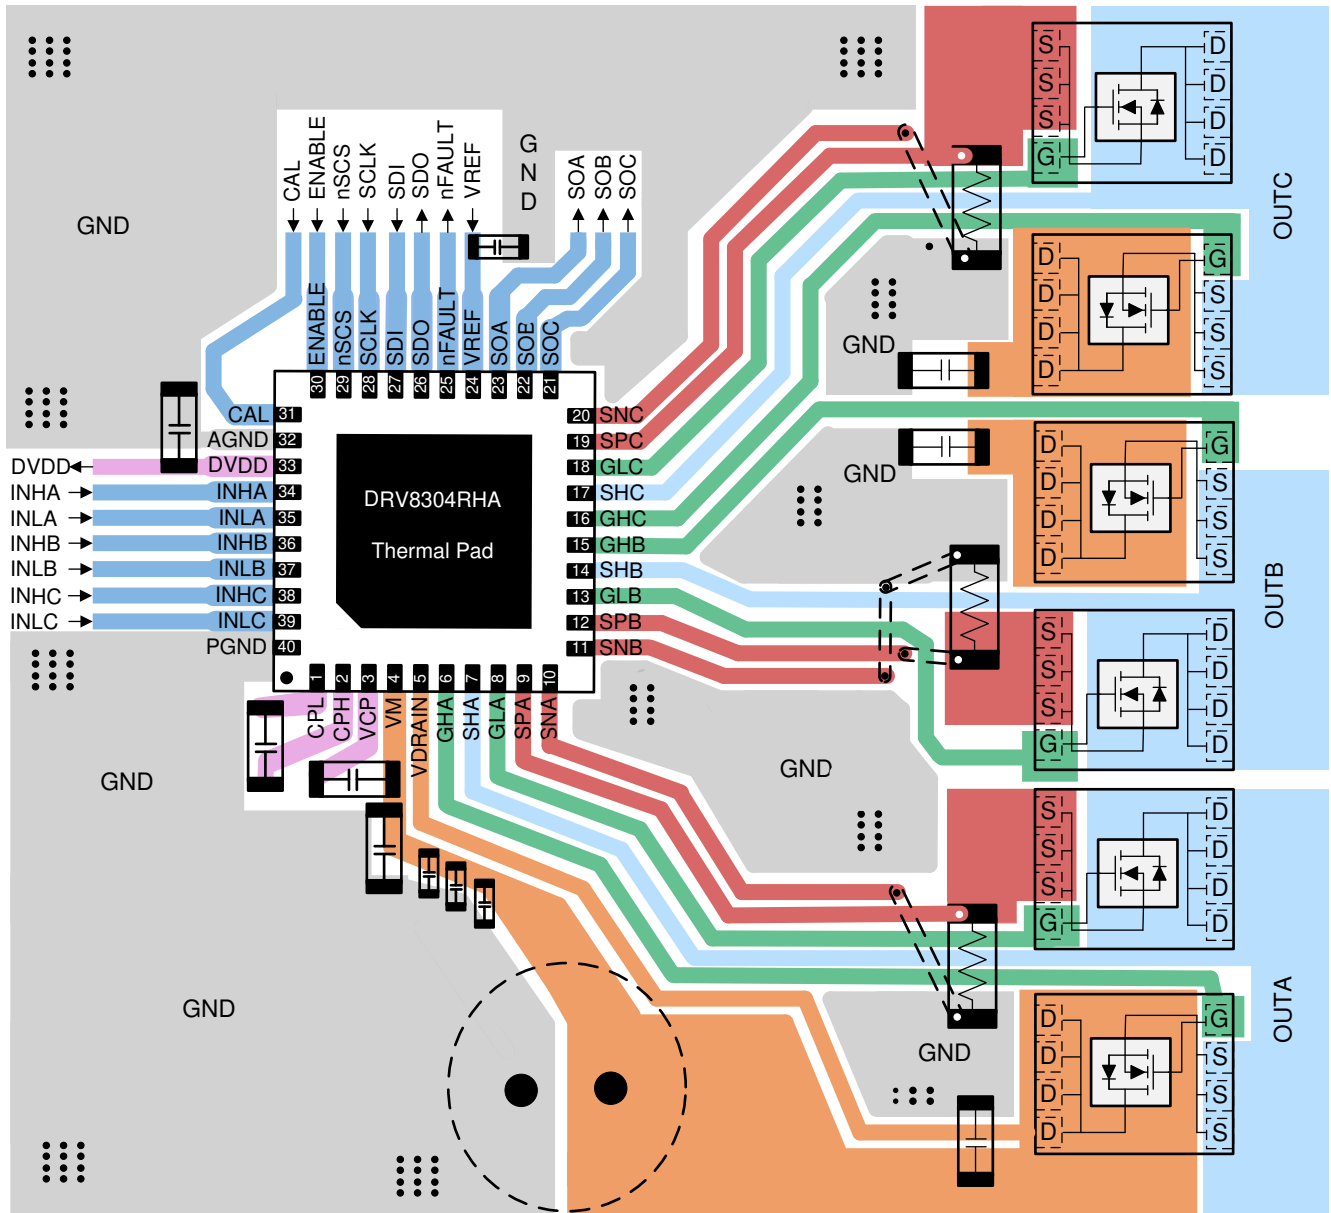 GND
CAL
ENABLE
nSCS
SCLK
SDI
SDO
nFAULT
VREF
GND
SOA
SOB
SOC
ENABLE
nSCS
SCLK
SDI
SDO
nFAULT
VREF
SOA
SOB
SOC
30 29 28 27 26 25 24 23 22 21
CAL 31
AGND 32
DVDD DVDD 33
INHA INHA 34
INLA INLA 35
INHB INHB 36
INLB INLB 37
INHC INHC 38
INLC INLC 39
PGND 40
DRV8304RHA
Thermal Pad
20 SNC
19 SPC
18 GLC
17 SHC
16 GHC
15 GHB
14 SHB
13 GLB
12 SPB
11 SNB
1 2 3 4 5 6 7 8 9 10
CPL
CPH
VCP
VM
VDRAIN
GHA
SHA
GLA
SPA
SNA
S D
S D
S D
G D
OUTC
D G
D S
D S
D S
GND
GND
D G
D S
D S
D S
OUTB
S D
S D
S D
G D
GND
GND
GND
S D
S D
S D
G D
OUTA
D G
D S
D S
D S
GND